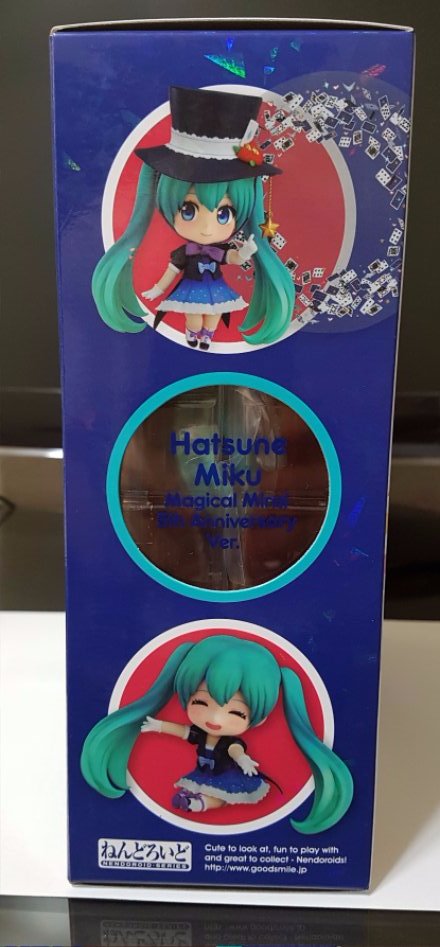 Hatsune
Miku
Magical Mirai
5th Anniversary
Ver.
ねんどろいど
NENDOROID SERIES
Cute to look at, fun to play with
and great to collect - Nendoroids!
http://www.goodsmile.jp